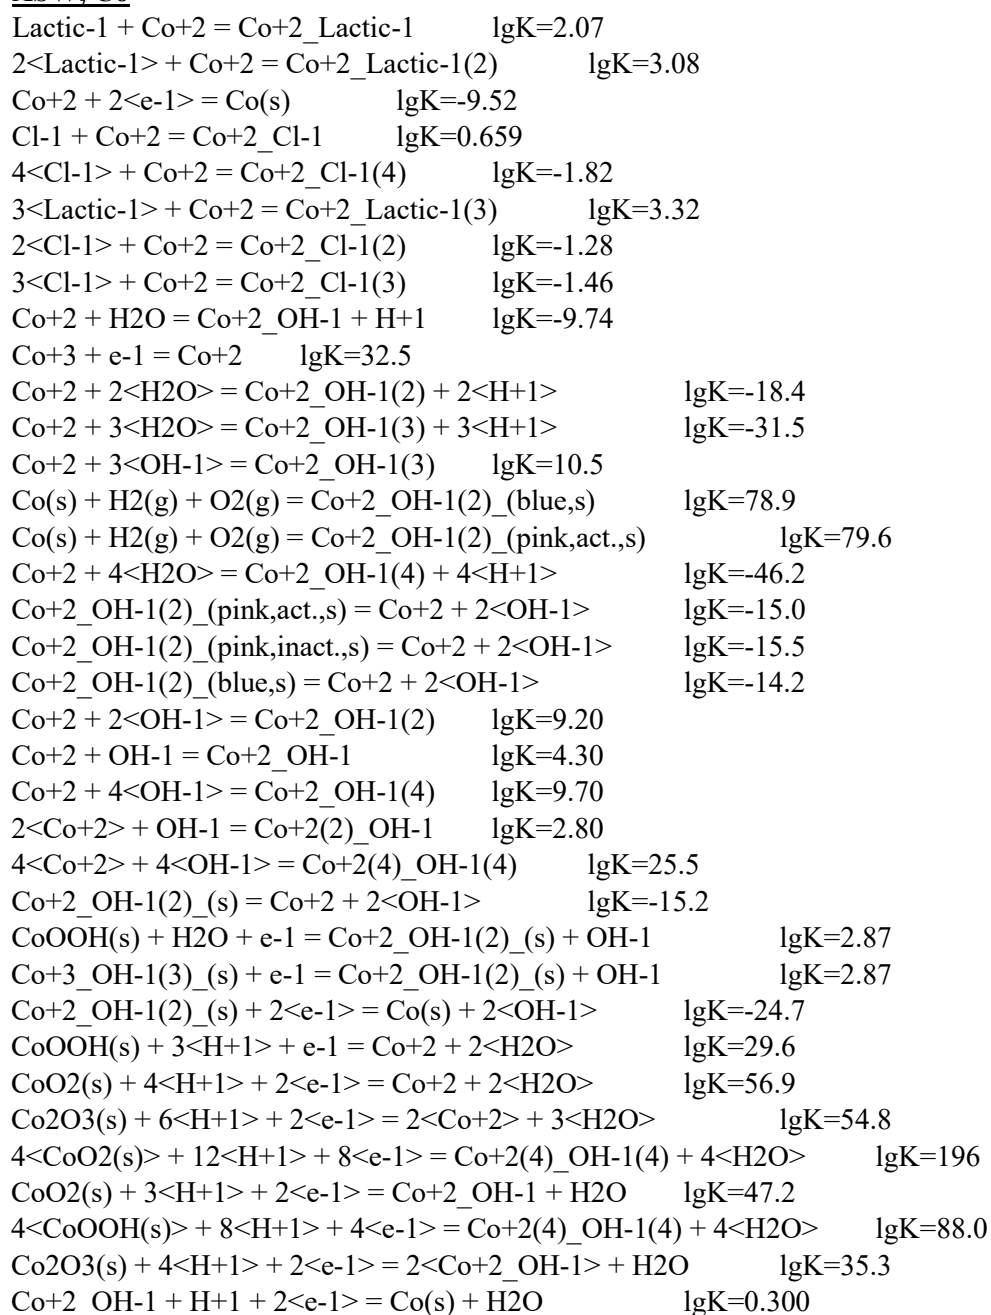 Lactic-1 + Co+2 = Co+2_Lactic-1 lgK=2.07
2<Lactic-1> + Co+2 = Co+2_Lactic-1(2) lgK=3.08
Co+2 + 2<e-1> = Co(s) lgK=-9.52
Cl-1 + Co+2 = Co+2_Cl-1 lgK=0.659
4<Cl-1> + Co+2 = Co+2_Cl-1(4) lgK=-1.82
3<Lactic-1> + Co+2 = Co+2_Lactic-1(3) lgK=3.32
2<Cl-1> + Co+2 = Co+2_Cl-1(2) lgK=-1.28
3<Cl-1> + Co+2 = Co+2_Cl-1(3) lgK=-1.46
Co+2 + H2O = Co+2_OH-1 + H+1 lgK=-9.74
Co+3 + e-1 = Co+2 lgK=32.5
Co+2 + 2<H2O> = Co+2_OH-1(2) + 2<H+1> lgK=-18.4
Co+2 + 3<H2O> = Co+2_OH-1(3) + 3<H+1> lgK=-31.5
Co+2 + 3<OH-1> = Co+2_OH-1(3) lgK=10.5
Co(s) + H2(g) + O2(g) = Co+2_OH-1(2)_(blue,s) lgK=78.9
Co(s) + H2(g) + O2(g) = Co+2_OH-1(2)_(pink,act.,s) lgK=79.6
Co+2 + 4<H2O> = Co+2_OH-1(4) + 4<H+1> lgK=-46.2
Co+2_OH-1(2)_(pink,act.,s) = Co+2 + 2<OH-1> lgK=-15.0
Co+2_OH-1(2)_(pink,inact.,s) = Co+2 + 2<OH-1> lgK=-15.5
Co+2_OH-1(2)_(blue,s) = Co+2 + 2<OH-1> lgK=-14.2
Co+2 + 2<OH-1> = Co+2_OH-1(2) lgK=9.20
Co+2 + OH-1 = Co+2_OH-1 lgK=4.30
Co+2 + 4<OH-1> = Co+2_OH-1(4) lgK=9.70
2<Co+2> + OH-1 = Co+2(2)_OH-1 lgK=2.80
4<Co+2> + 4<OH-1> = Co+2(4)_OH-1(4) lgK=25.5
Co+2_OH-1(2)_(s) = Co+2 + 2<OH-1> lgK=-15.2
CoOOH(s) + H2O + e-1 = Co+2_OH-1(2)_(s) + OH-1 lgK=2.87
Co+3_OH-1(3)_(s) + e-1 = Co+2_OH-1(2)_(s) + OH-1 lgK=2.87
Co+2_OH-1(2)_(s) + 2<e-1> = Co(s) + 2<OH-1> lgK=-24.7
CoOOH(s) + 3<H+1> + e-1 = Co+2 + 2<H2O> lgK=29.6
CoO2(s) + 4<H+1> + 2<e-1> = Co+2 + 2<H2O> lgK=56.9
Co2O3(s) + 6<H+1> + 2<e-1> = 2<Co+2> + 3<H2O> lgK=54.8
4<CoO2(s)> + 12<H+1> + 8<e-1> = Co+2(4)_OH-1(4) + 4<H2O> lgK=196
CoO2(s) + 3<H+1> + 2<e-1> = Co+2_OH-1 + H2O lgK=47.2
4<CoOOH(s)> + 8<H+1> + 4<e-1> = Co+2(4)_OH-1(4) + 4<H2O> lgK=88.0
Co2O3(s) + 4<H+1> + 2<e-1> = 2<Co+2_OH-1> + H2O lgK=35.3
Co+2_OH-1 + H+1 + 2<e-1> = Co(s) + H2O lgK=0.300